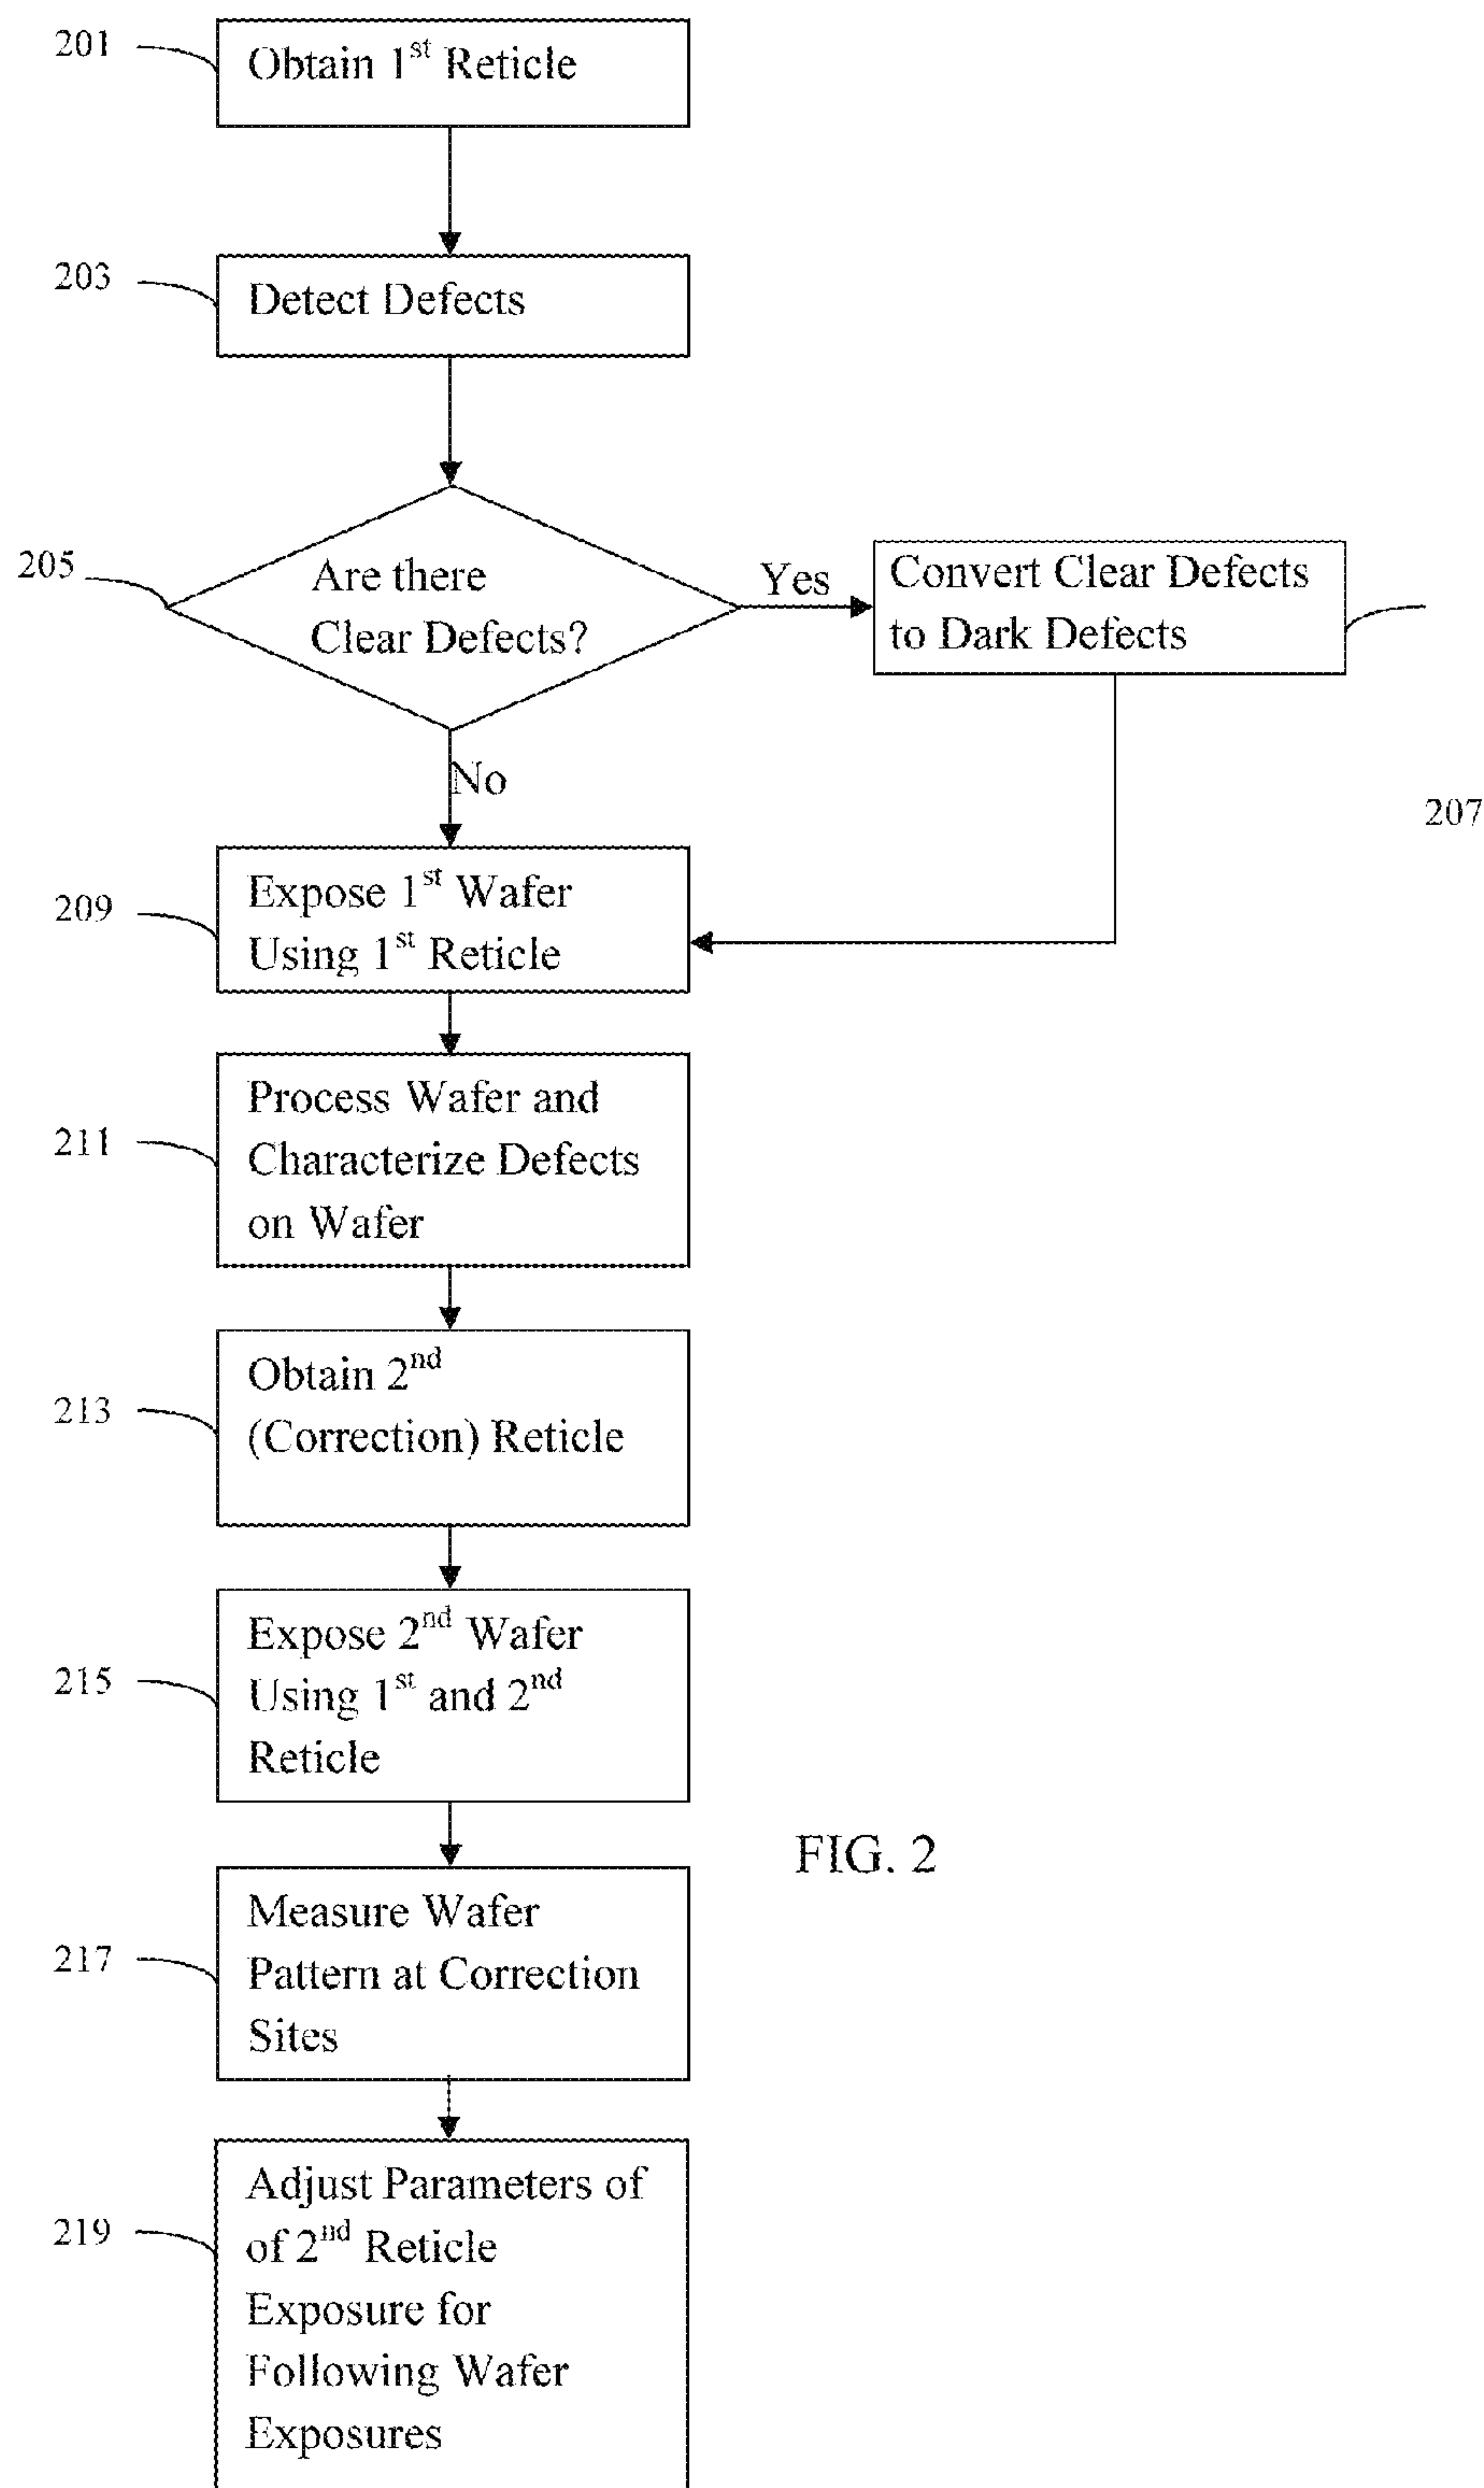 201
Obtain 1st Reticle
203
Detect Defects
205
Are there
Clear Defects?
Yes
Convert Clear Defects
to Dark Defects
207
No
209
Expose 1st Wafer
Using 1st Reticle
211
Process Wafer and
Characterize Defects
on Wafer
213
Obtain 2nd
(Correction) Reticle
215
Expose 2nd Wafer
Using 1st and 2nd
Reticle
FIG. 2
217
Measure Wafer
Pattern at Correction
Sites
219
Adjust Parameters of
of 2nd Reticle
Exposure for
Following Wafer
Exposures